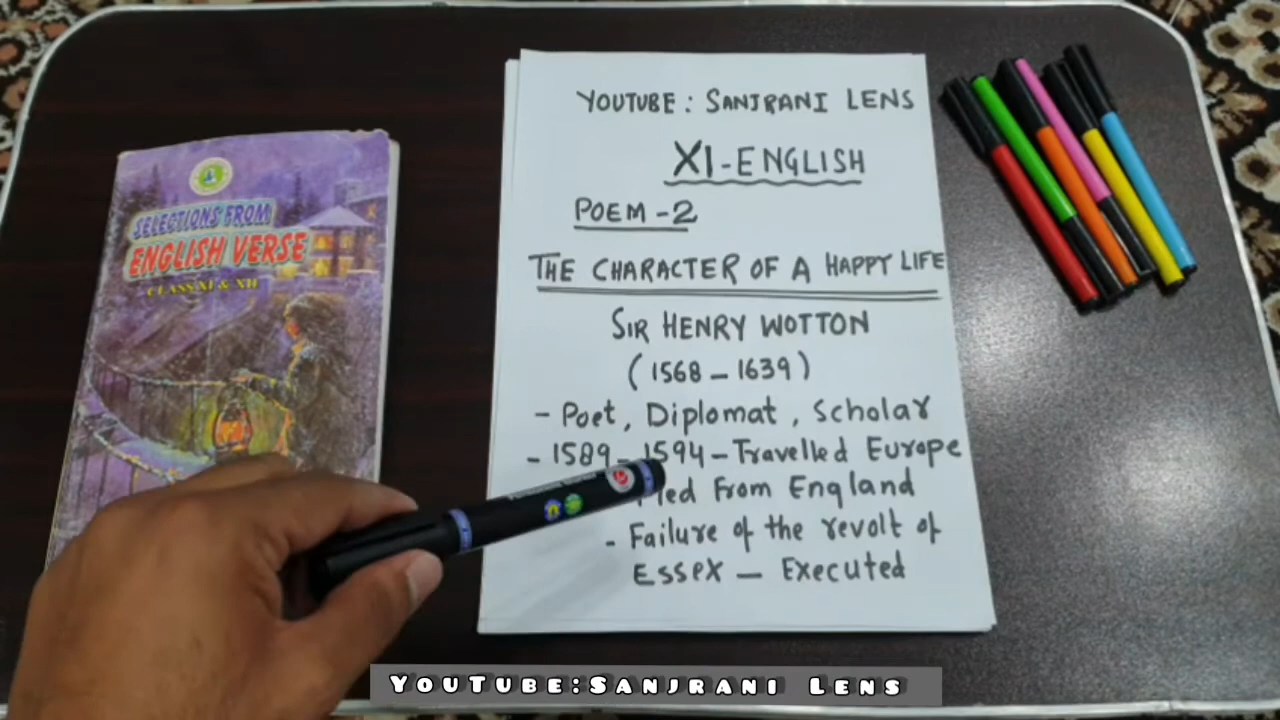 SELECTIONS FROM
ENGLISH VERSE
CLASS XI & XII
YOUTUBE: SANJRANI LENS
XI-ENGLISH
POEM-2
THE CHARACTER OF A HAPPY LIFE
SIR HENRY WOTTON
(1568-1639)
- Poet, Diplomat, Scholar
- 1589-1594-Travelled Europe
From England
- Failure of the revolt of
Essex - Executed
YOUTUBE:SANJRANI LENS